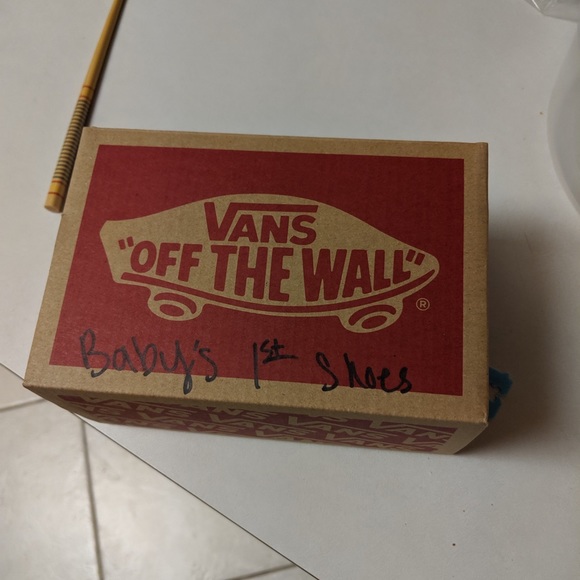 VANS
"OFF THE WALL"
®
Baby's 1st Shoes